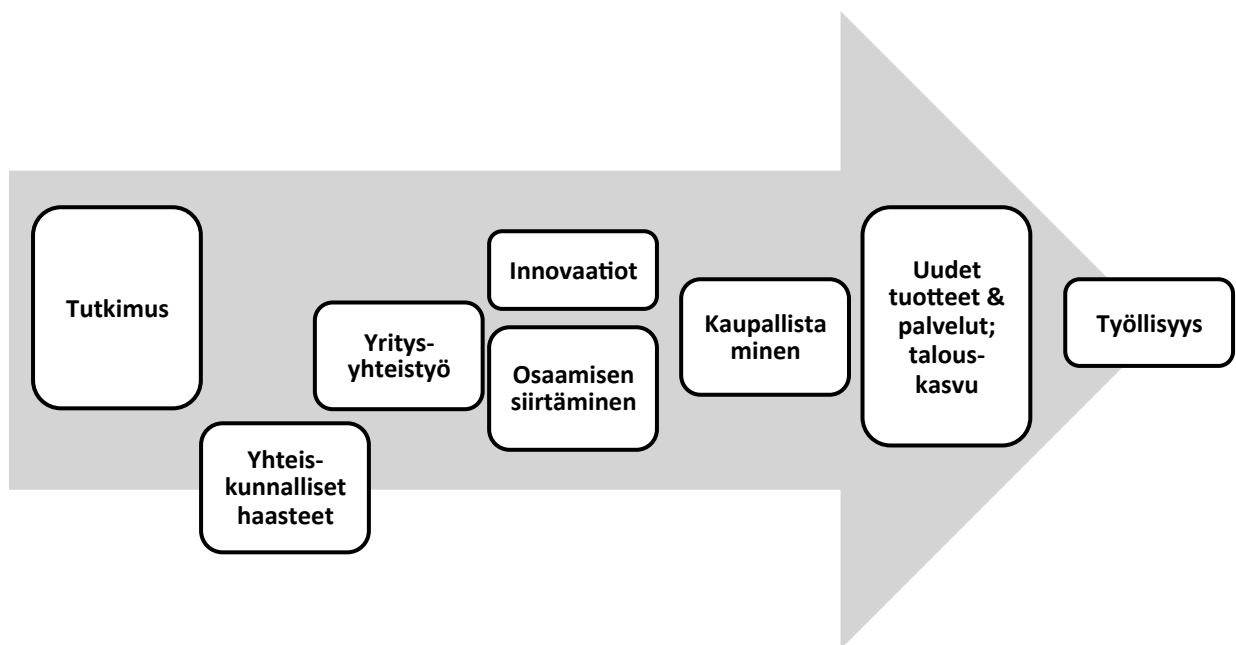 Tutkimus
Yhteis-
kunnalliset
haasteet
Yritys-
yhteistyö
Innovaatiot
Osaamisen
siirtäminen
Kaupallista
minen
Uudet
tuotteet &
palvelut;
talous-
kasvu
Työllisyys